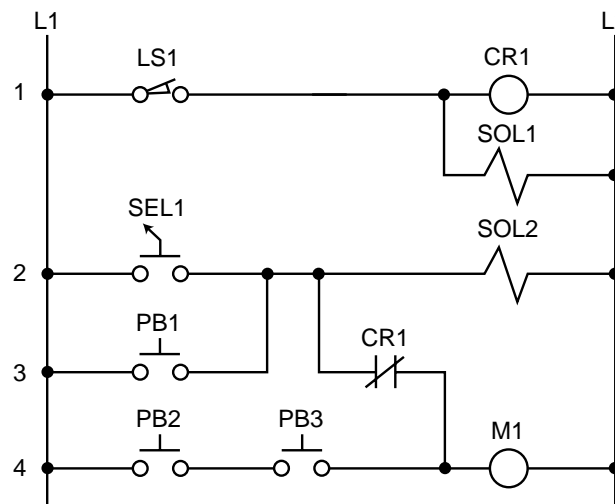 L1 L
LS1 CR1
1
SOL1
SEL1 SOL2
2
PB1 CR1
3
PB2 PB3 M1
4